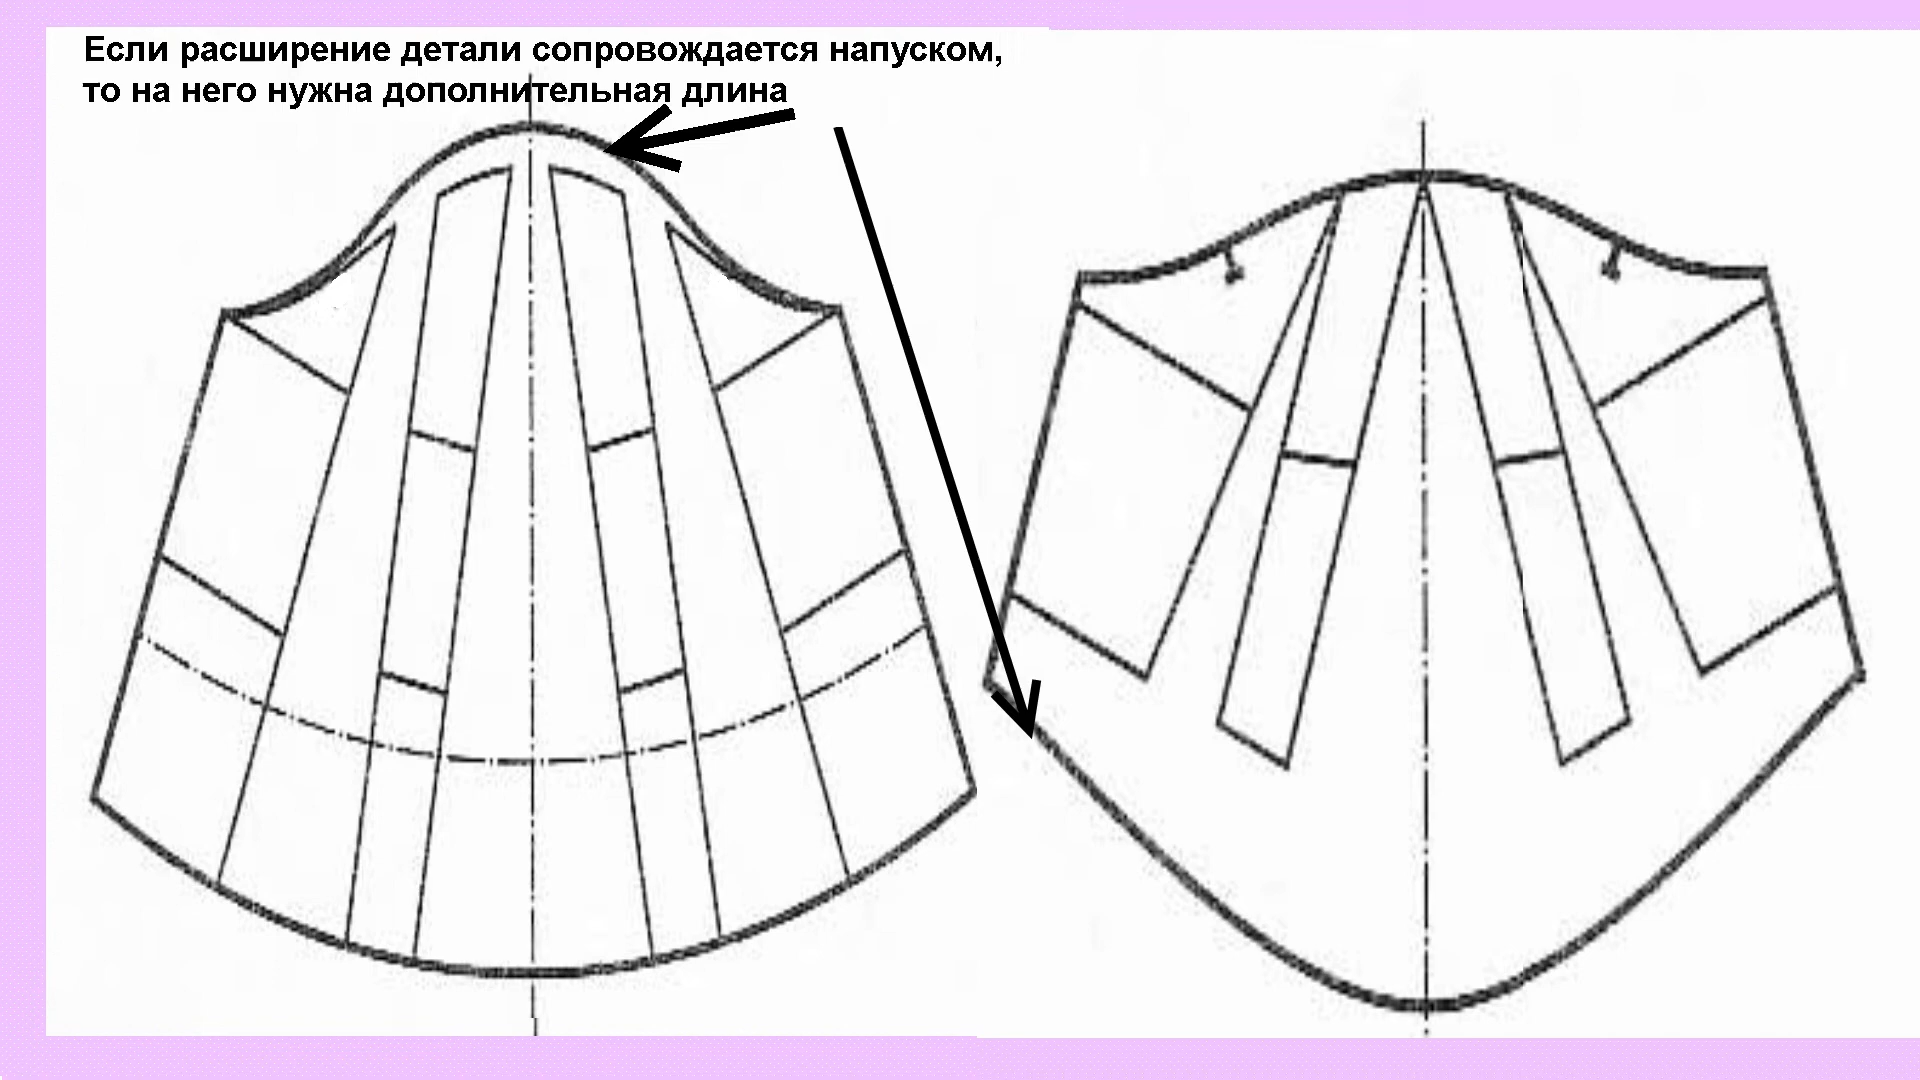 Если расширение детали сопровождается напуском,
то на него нужна дополнительная длина